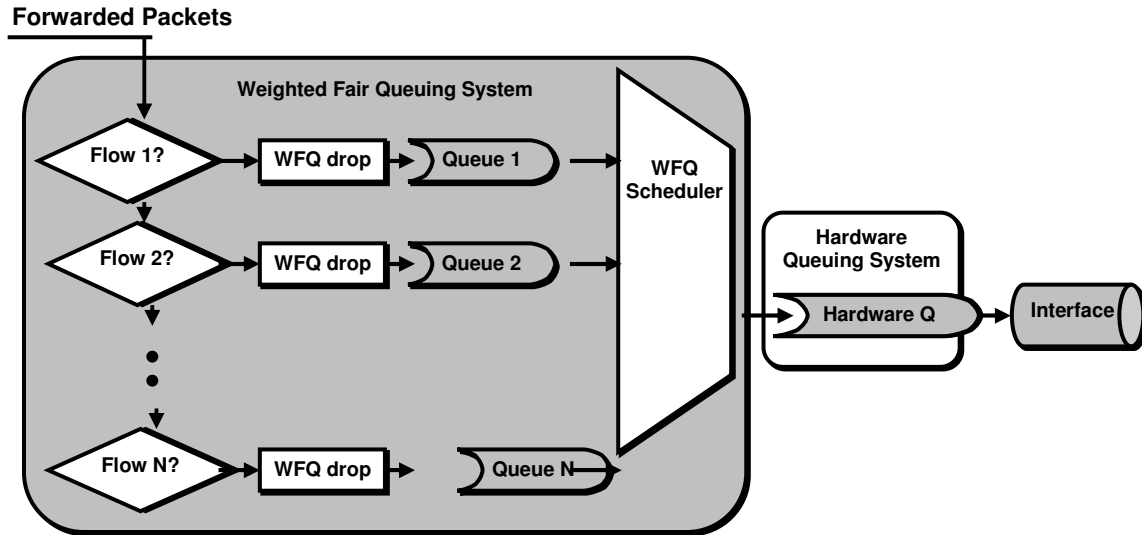 Forwarded Packets
Weighted Fair Queuing System
Flow 1?
WFQ drop
Queue 1
WFQ
Scheduler
Flow 2?
WFQ drop
Queue 2
Hardware
Queuing System
Hardware Q
Interface
Flow N?
WFQ drop
Queue N